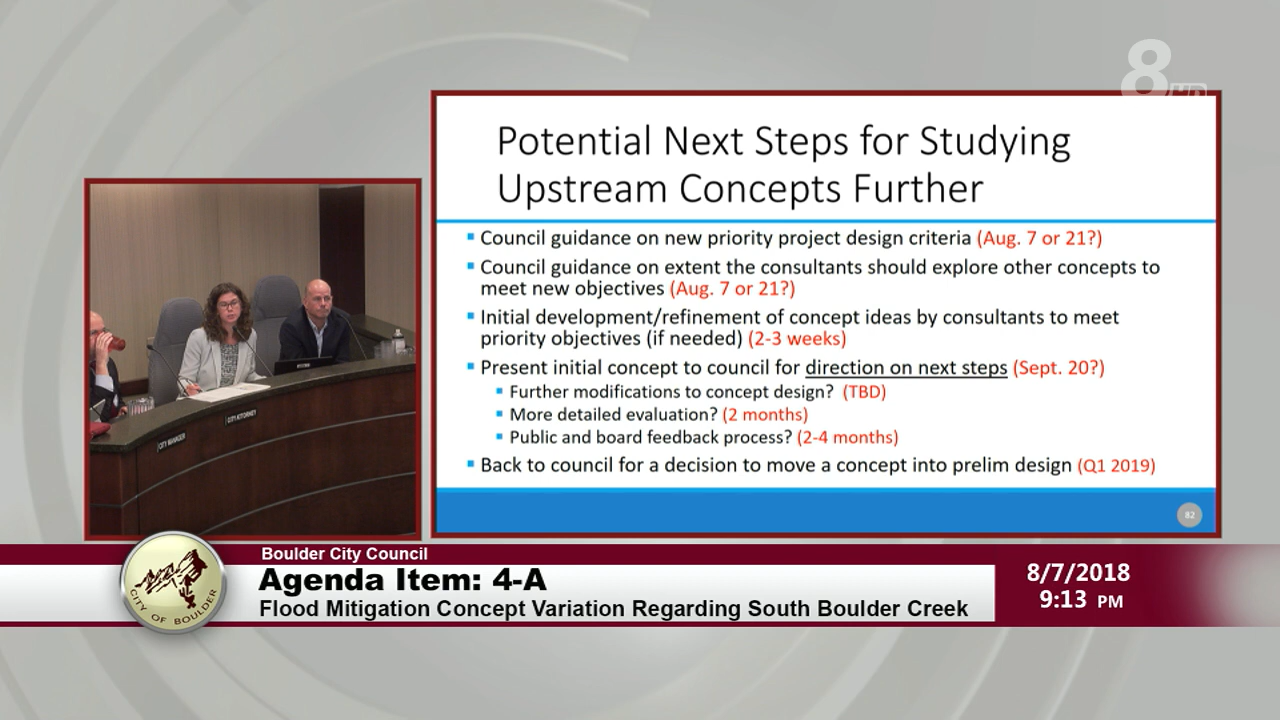 8
HD
Potential Next Steps for Studying
Upstream Concepts Further
Council guidance on new priority project design criteria (Aug. 7 or 21?)
Council guidance on extent the consultants should explore other concepts to
meet new objectives (Aug. 7 or 21?)
Initial development/refinement of concept ideas by consultants to meet
priority objectives (if needed) (2-3 weeks)
Present initial concept to council for direction on next steps (Sept. 20?)
Further modifications to concept design? (TBD)
More detailed evaluation? (2 months)
Public and board feedback process? (2-4 months)
Back to council for a decision to move a concept into prelim design (Q1 2019)
82
CITY MANAGER
CITY ATTORNEY
CITY OF BOULDER
Boulder City Council
Agenda Item: 4-A
Flood Mitigation Concept Variation Regarding South Boulder Creek
8/7/2018
9:13 PM